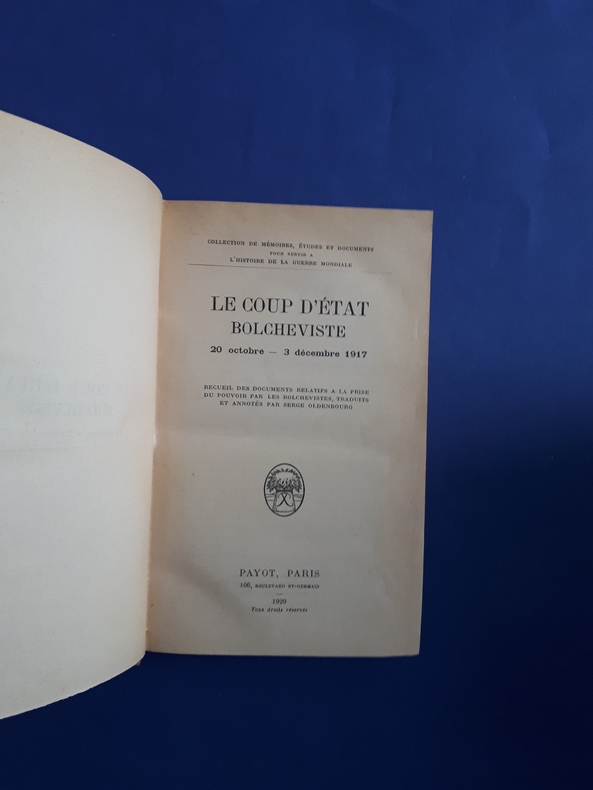 COLLECTION DE MÉMOIRES, ÉTUDES ET DOCUMENTS
POUR SERVIR A
L'HISTOIRE DE LA GUERRE MONDIALE
LE COUP D'ÉTAT
BOLCHEVISTE
20 octobre — 3 décembre 1917
RECUEIL DES DOCUMENTS RELATIFS A LA PRISE
DU POUVOIR PAR LES BOLCHEVISTES, TRADUITS
ET ANNOTÉS PAR SERGE OLDENBOURG
PAYOT, PARIS
106, BOULEVARD ST-GERMAIN
1929
Tous droits réservés